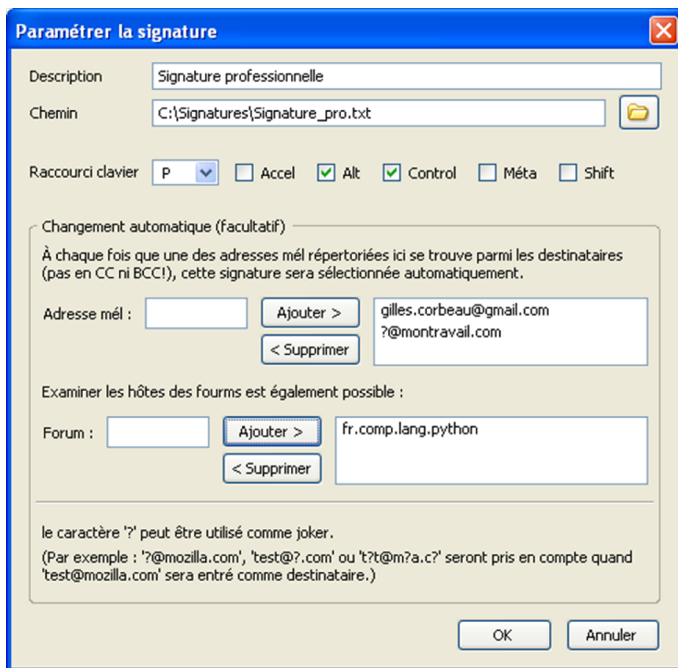 Paramétrer la signature
Description Signature professionnelle
Chemin C:\Signatures\Signature_pro.txt
Raccourci clavier P Accel Alt Control Méta Shift
Changement automatique (facultatif)
À chaque fois que une des adresses mél répertoriées ici se trouve parmi les destinataires
(pas en CC ni BCC!), cette signature sera sélectionnée automatiquement.
Adresse mél : Ajouter > gilles.corbeau@gmail.com
?@montravail.com
< Supprimer
Examiner les hôtes des fourms est également possible :
Forum : Ajouter > fr.comp.lang.python
< Supprimer
le caractère '?' peut être utilisé comme joker.
(Par exemple : '?@mozilla.com', 'test@?.com' ou 't?t@m?a.c?' seront pris en compte quand
'test@mozilla.com' sera entré comme destinataire.)
OK Annuler